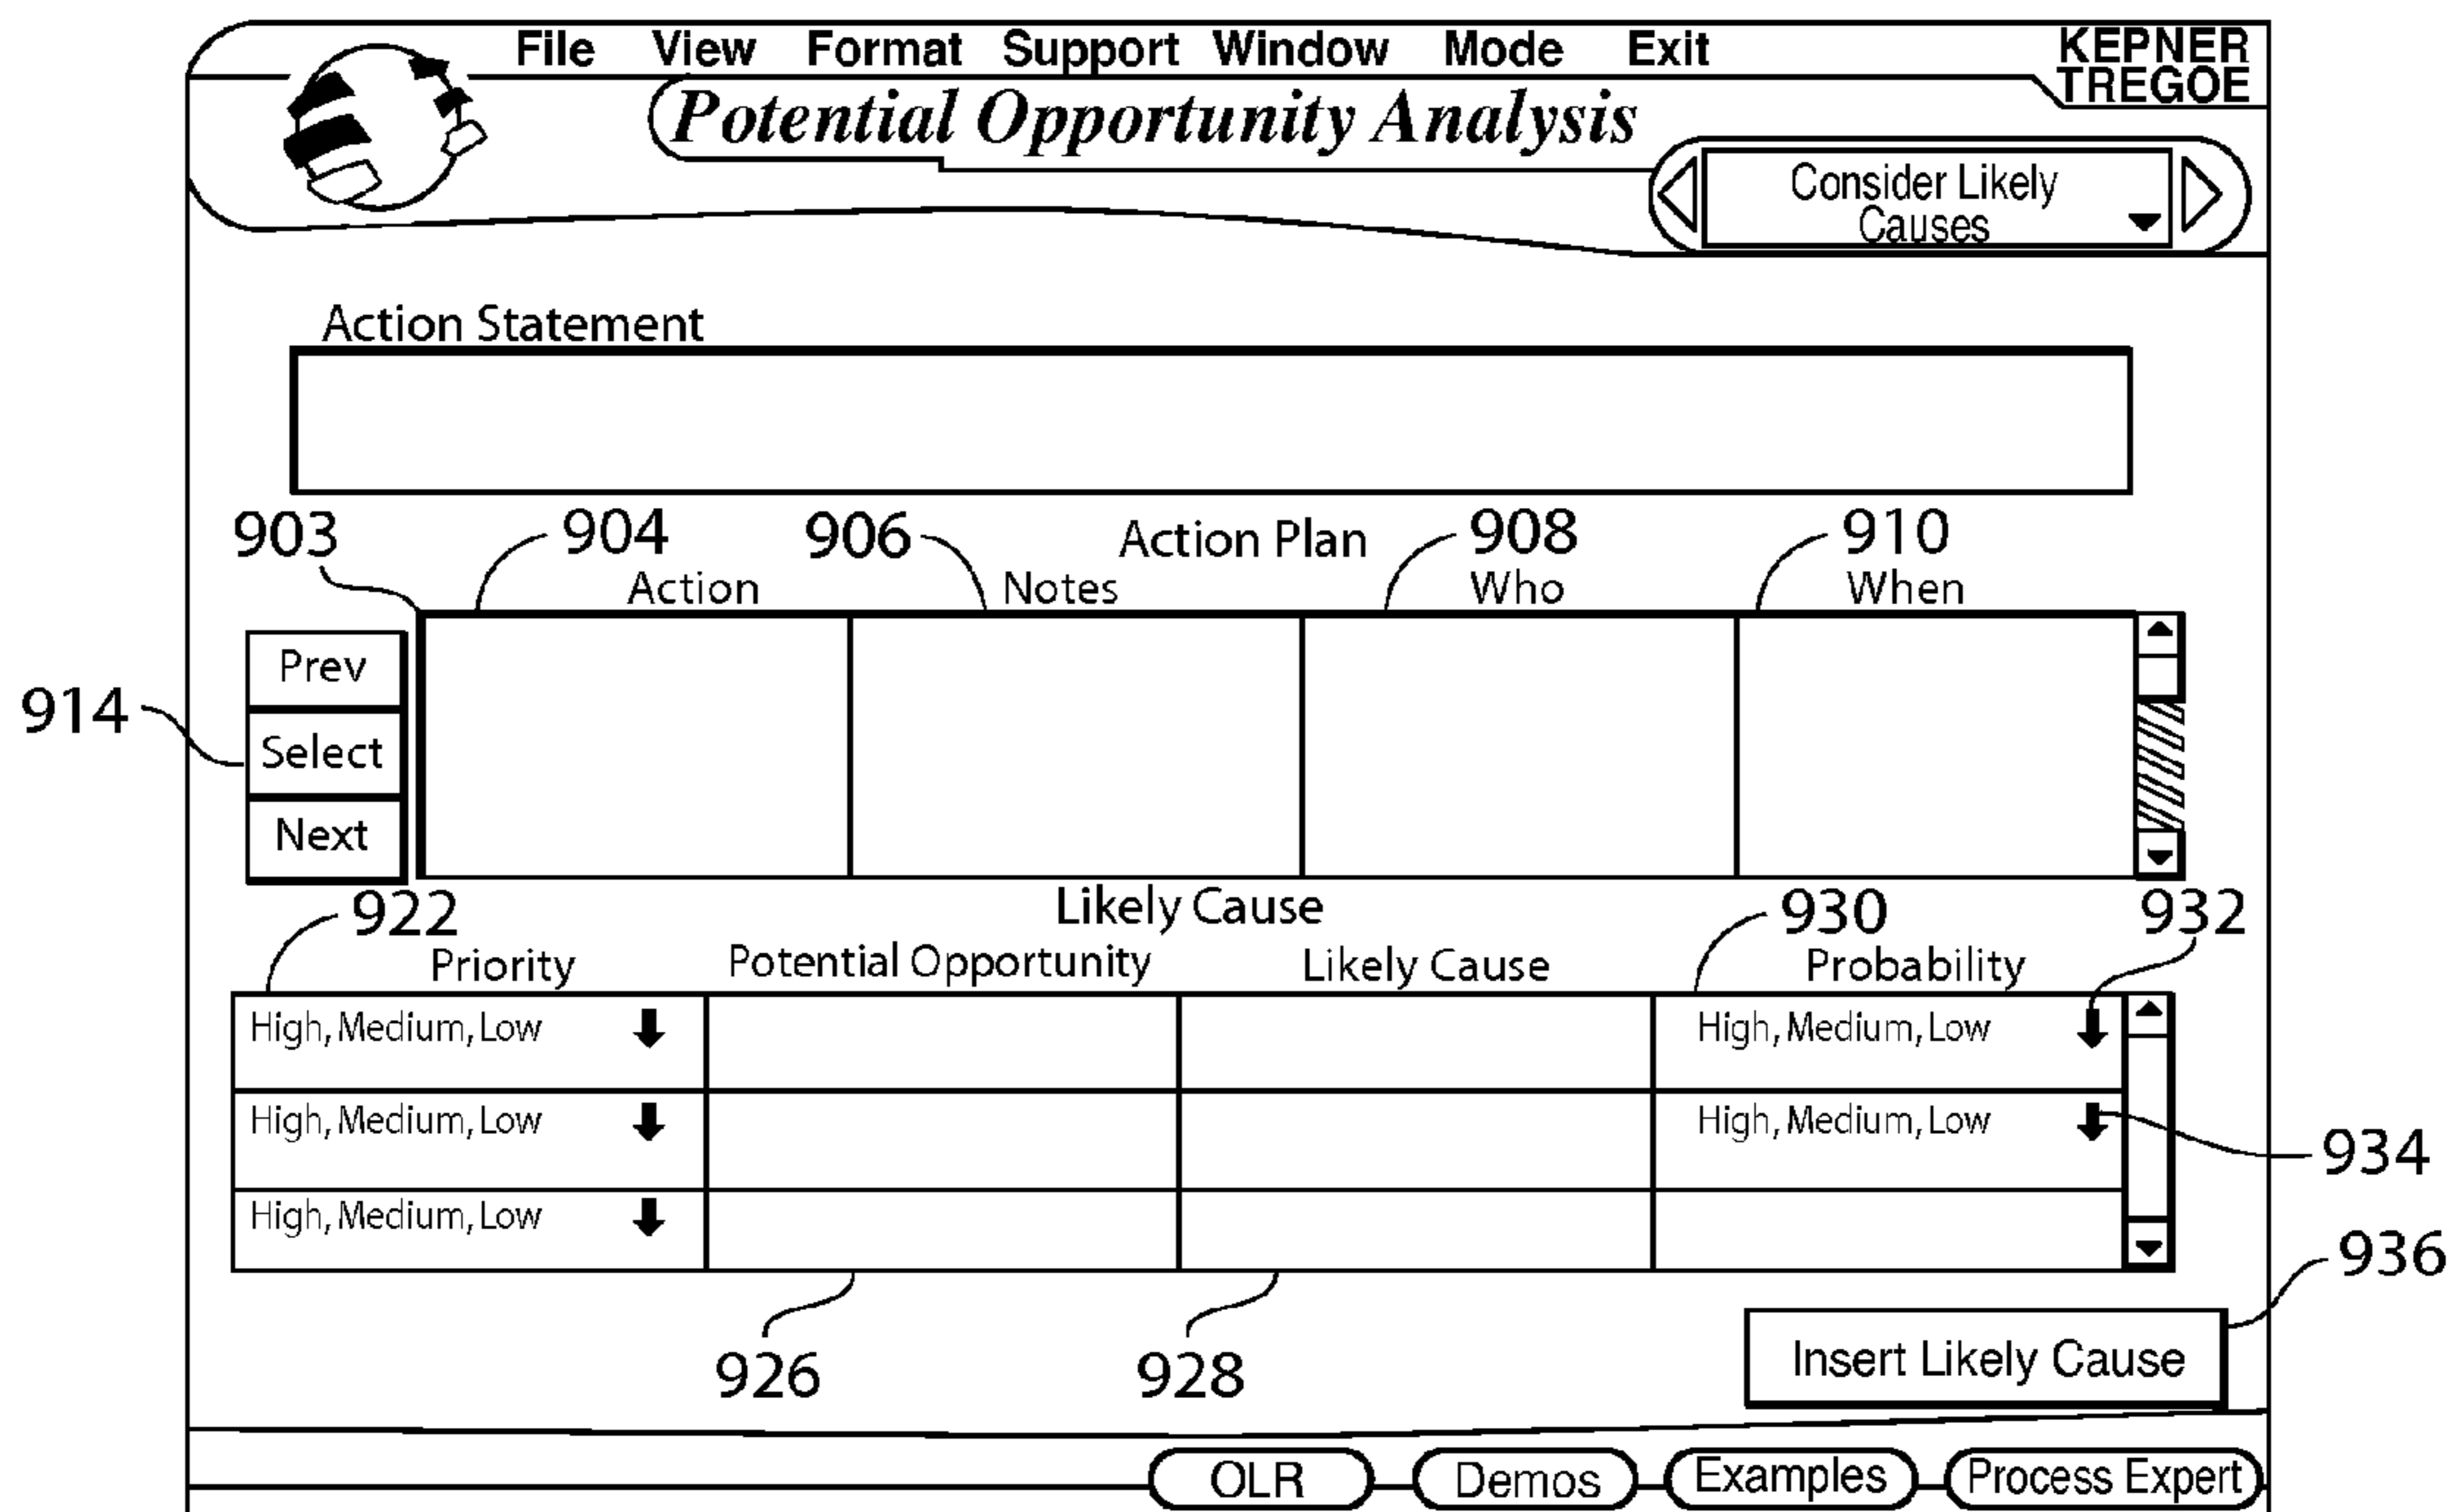 File View Format Support Window Mode Exit
KEPNER
TREGOE
Potential Opportunity Analysis
Consider Likely
Causes
Action Statement
903 904 906 Action Plan 908 910
Action Notes Who When
Prev
914
Select
Next
922 Likely Cause 930 932
Priority Potential Opportunity Likely Cause Probability
High, Medium, Low High, Medium, Low
High, Medium, Low High, Medium, Low
934
High, Medium, Low
936
926 928 Insert Likely Cause
OLR Demos Examples Process Expert